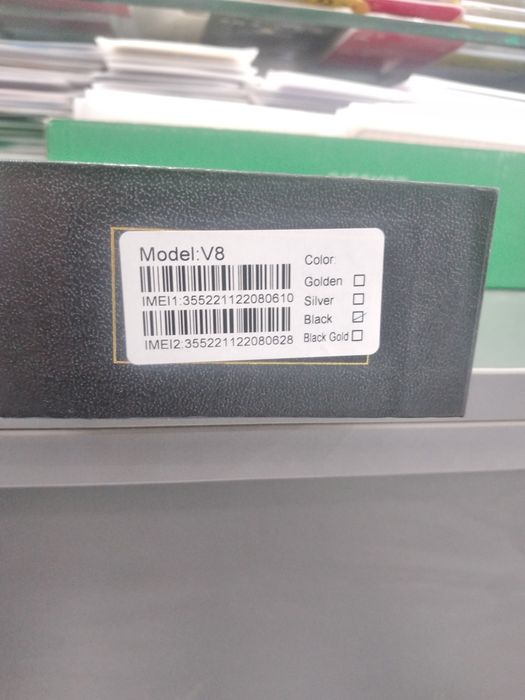 Model:V8
IMEI1:355221122080610
IMEI2:355221122080628
Color:
Golden
Silver
Black
Black Gold